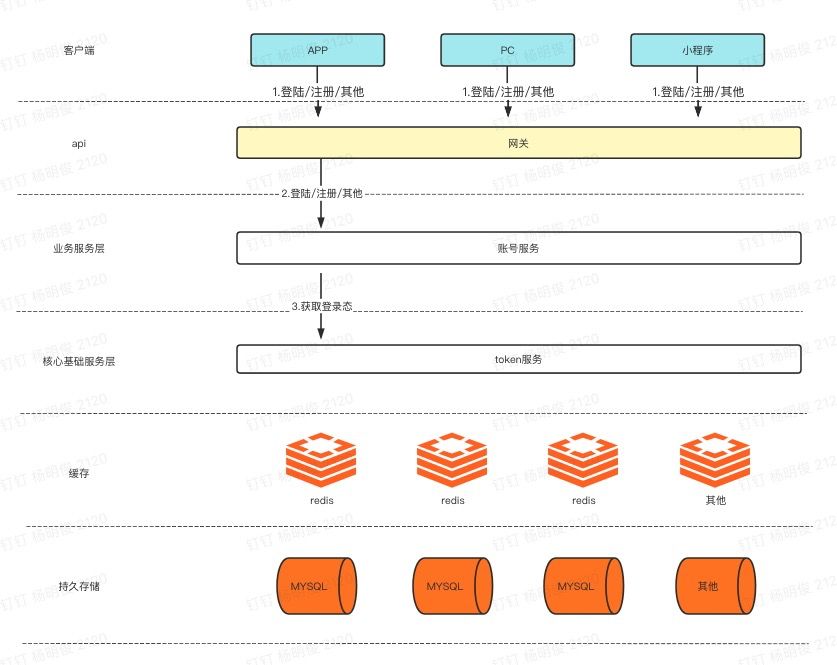 客户端
APP
PC
小程序
1.登陆/注册/其他
1.登陆/注册/其他
1.登陆/注册/其他
api
网关
2.登陆/注册/其他
业务服务层
账号服务
3.获取登录态
核心基础服务层
token服务
缓存
redis
redis
redis
其他
持久存储
MYSQL
MYSQL
MYSQL
其他
钉钉 杨明俊 2120